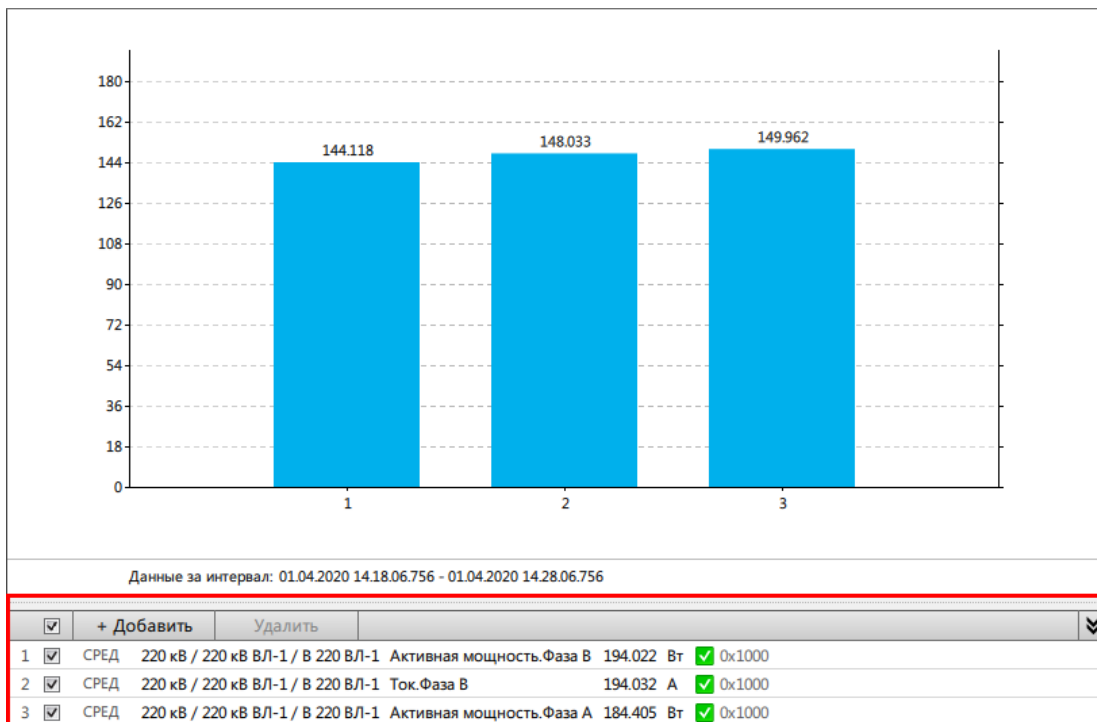 180
162
144
126
108
90
72
54
36
18
0
144.118
148.033
149.962
1 2 3
Данные за интервал: 01.04.2020 14.18.06.756 - 01.04.2020 14.28.06.756
+ Добавить Удалить
1 СРЕД 220 кВ / 220 кВ ВЛ-1 / В 220 ВЛ-1 Активная мощность.Фаза В 194.022 Вт 0x1000
2 СРЕД 220 кВ / 220 кВ ВЛ-1 / В 220 ВЛ-1 Ток.Фаза В 194.032 А 0x1000
3 СРЕД 220 кВ / 220 кВ ВЛ-1 / В 220 ВЛ-1 Активная мощность.Фаза А 184.405 Вт 0x1000